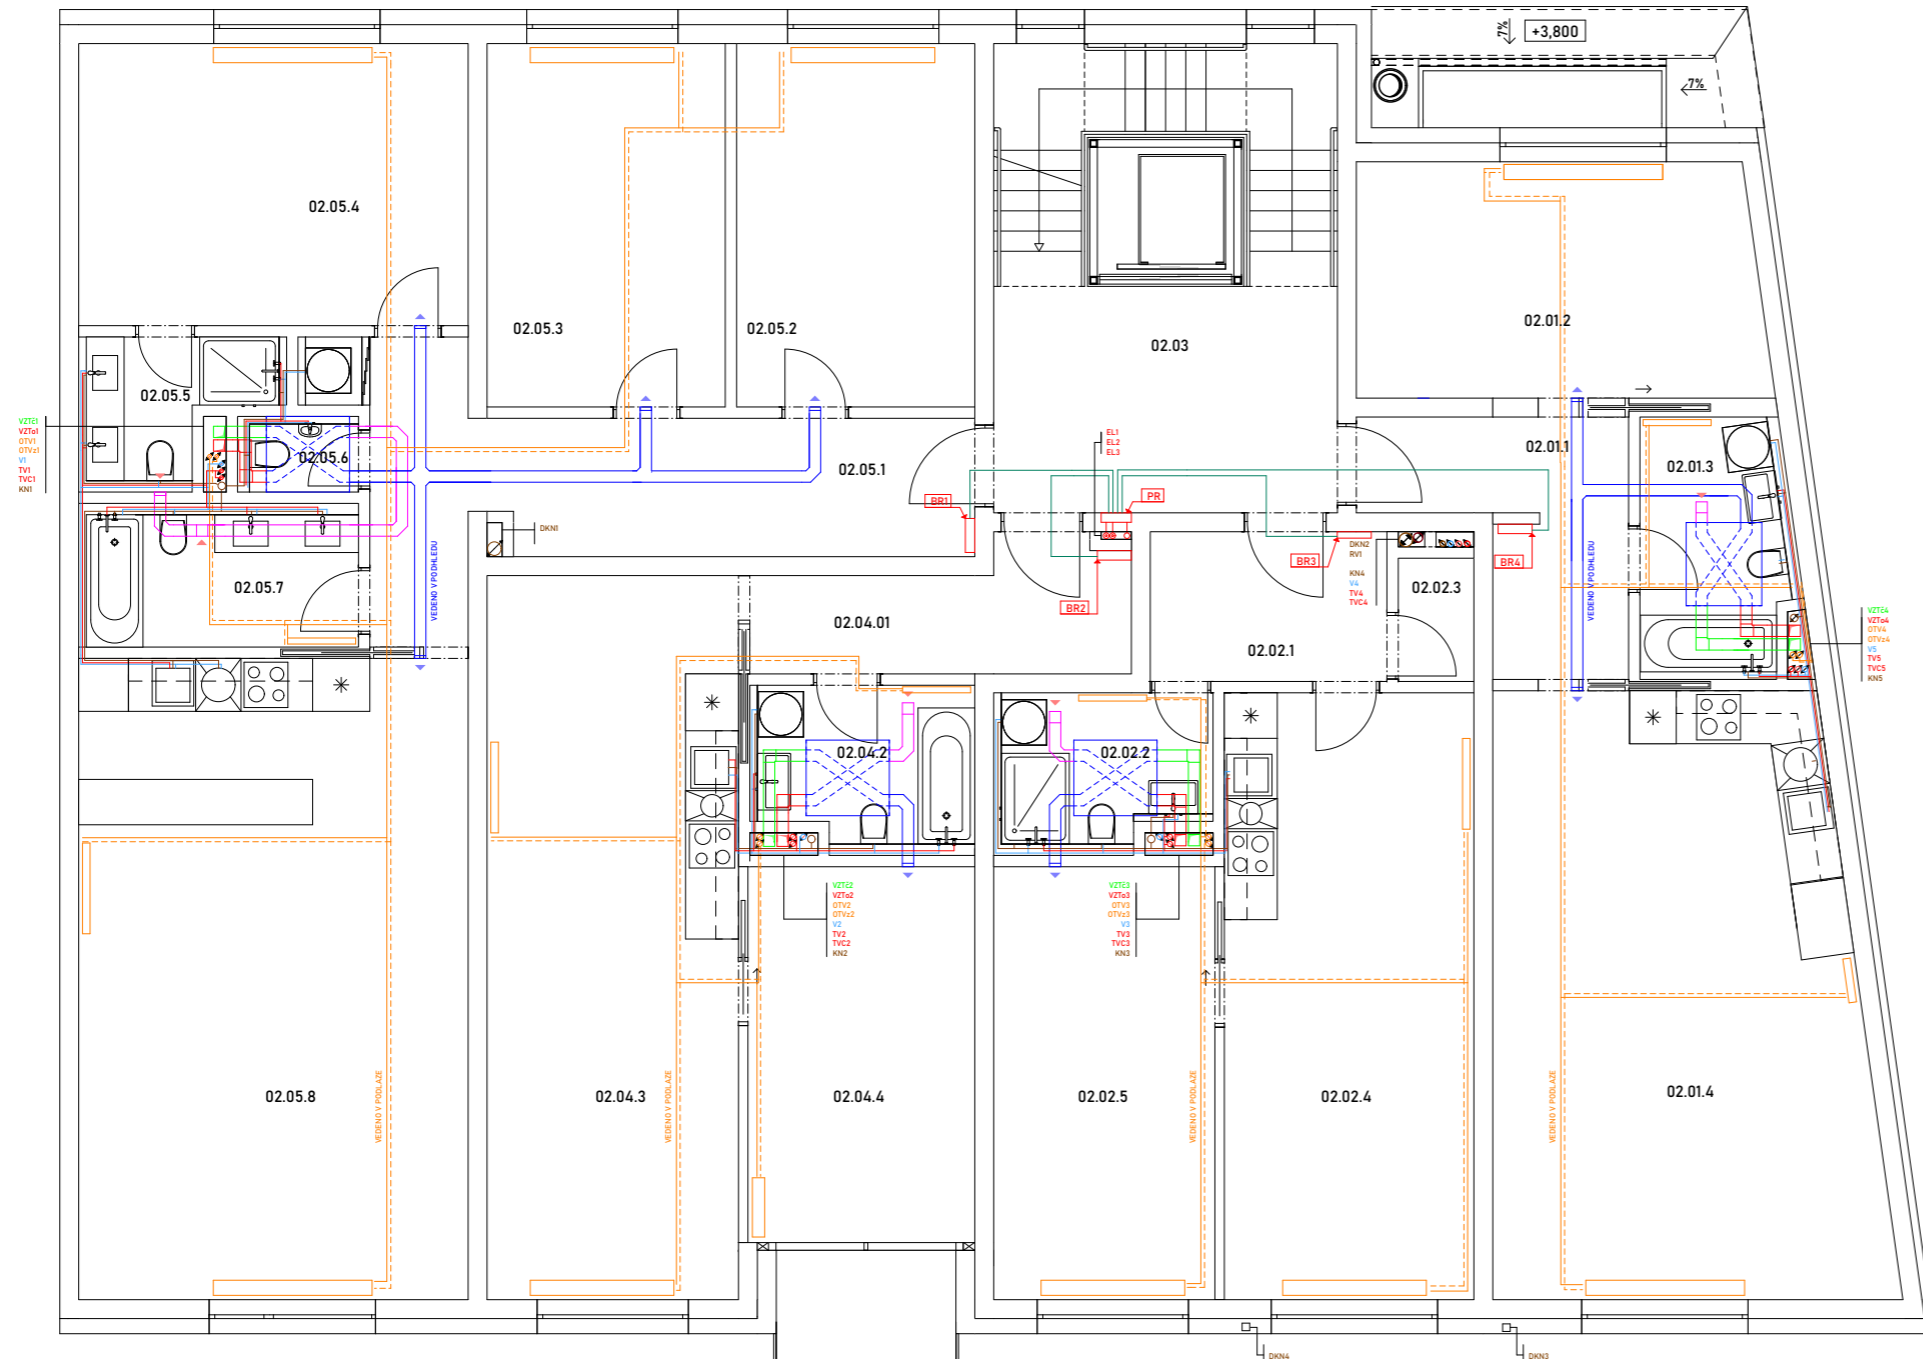 7%
+3,800
7%
02.05.4
02.05.3
02.05.2
02.03
02.01.2
02.05.5
VZTč1
VZTo1
OTV1
OTVz1
V1
TV1
TVC1
KN1
02.05.6
02.05.1
EL1
EL2
EL3
02.01.1
02.01.3
BR1
PR
DKN1
BR3
DKN2
RV1
KN4
V4
TV4
TVC4
BR4
VEDENO V PODHLEDU
VEDENO V PODHLEDU
02.05.7
02.02.3
BR2
02.04.01
02.02.1
VZTč4
VZTo4
OTV4
OTVz4
V5
TV5
TVC5
KN5
02.04.2
02.02.2
VZTč2
VZTo2
OTV2
OTVz2
V2
TV2
TVC2
KN2
VZTč3
VZTo3
OTV3
OTVz3
V3
TV3
TVC3
KN3
02.05.8
VEDENO V PODLAZE
02.04.3
VEDENO V PODLAZE
02.04.4
02.02.5
VEDENO V PODLAZE
02.02.4
VEDENO V PODLAZE
02.01.4
DKN4
DKN3